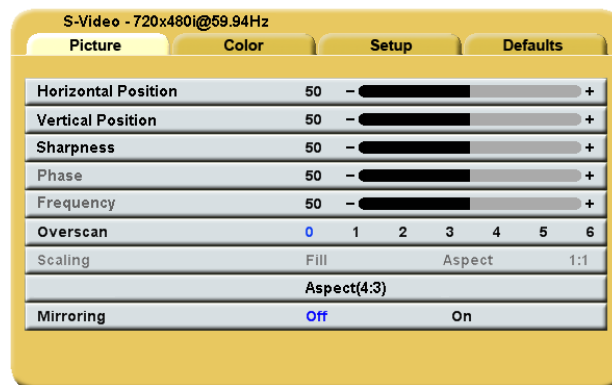 S-Video - 720x480i@59.94Hz
Picture Color Setup Defaults
Horizontal Position 50 - +
Vertical Position 50 - +
Sharpness 50 - +
Phase 50 - +
Frequency 50 - +
Overscan 0 1 2 3 4 5 6
Scaling Fill Aspect 1:1
Aspect(4:3)
Mirroring Off On